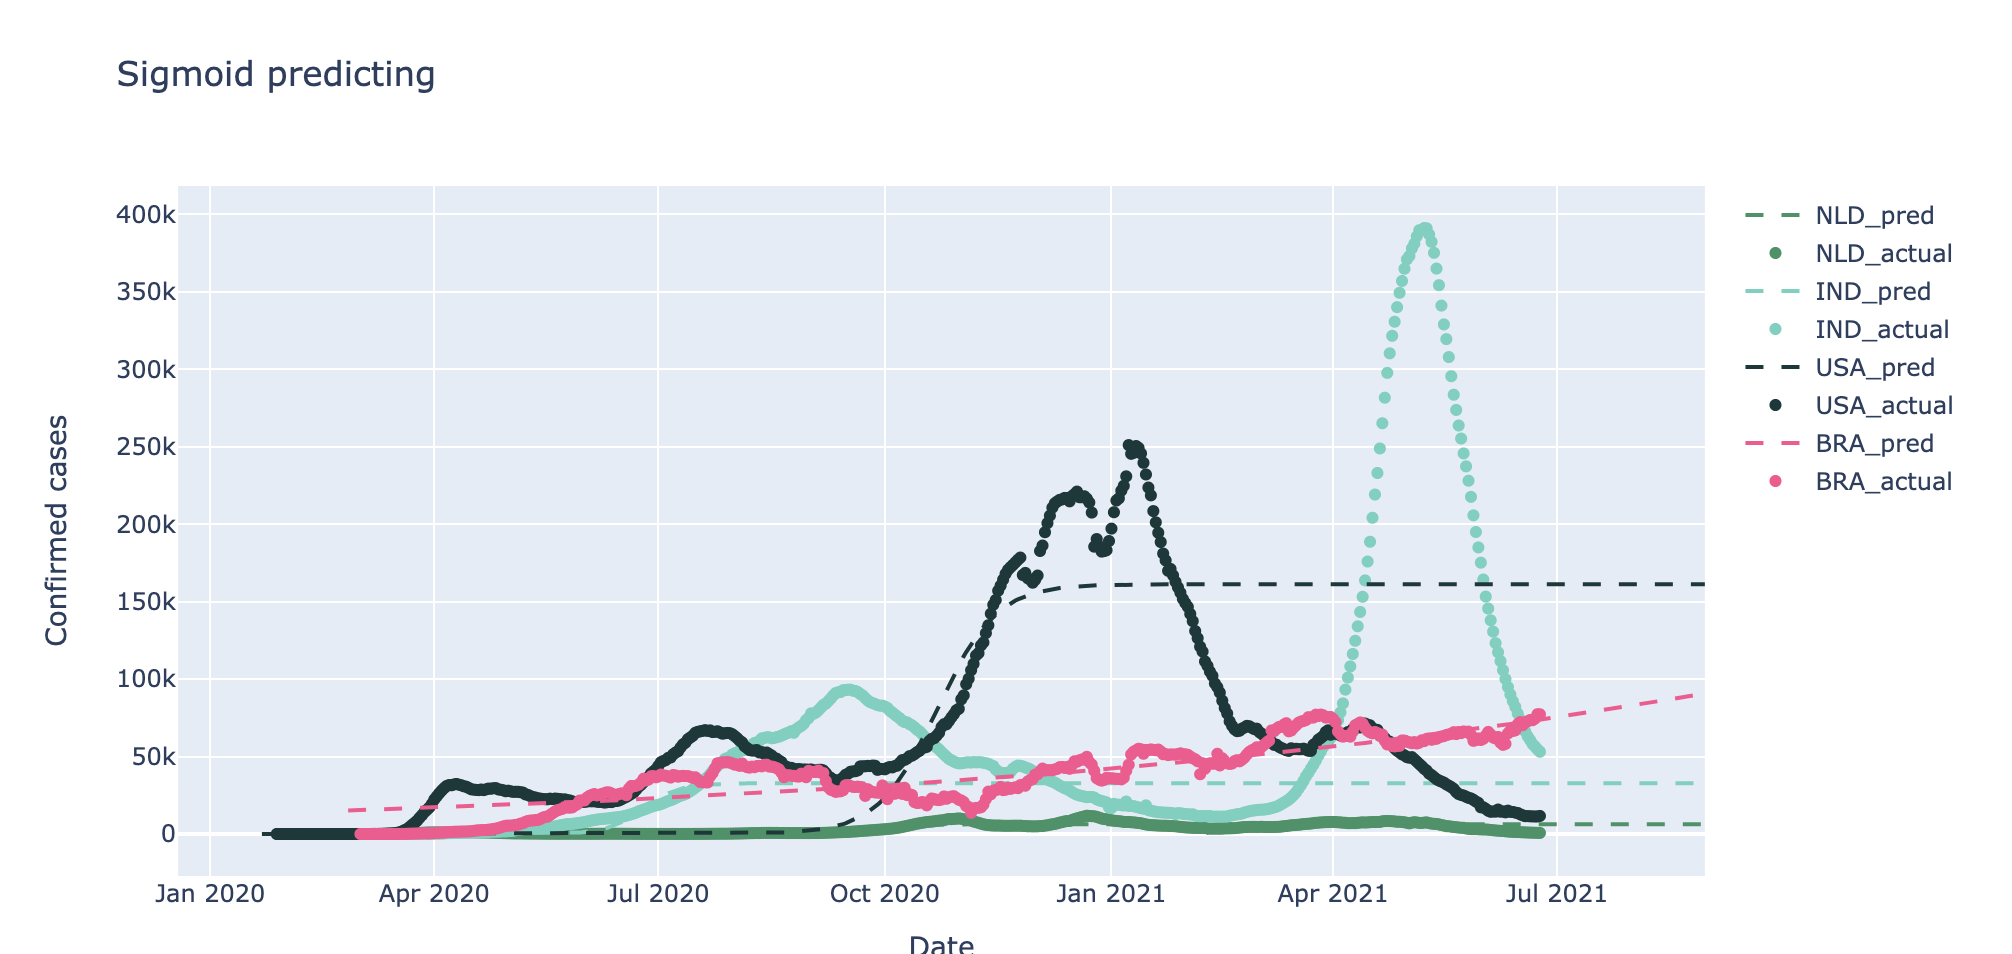 Sigmoid predicting
400k
350k
300k
250k
200k
150k
100k
50k
0
Confirmed cases
Jan 2020
Apr 2020
Jul 2020
Oct 2020
Jan 2021
Apr 2021
Jul 2021
Date
NLD_pred
NLD_actual
IND_pred
IND_actual
USA_pred
USA_actual
BRA_pred
BRA_actual